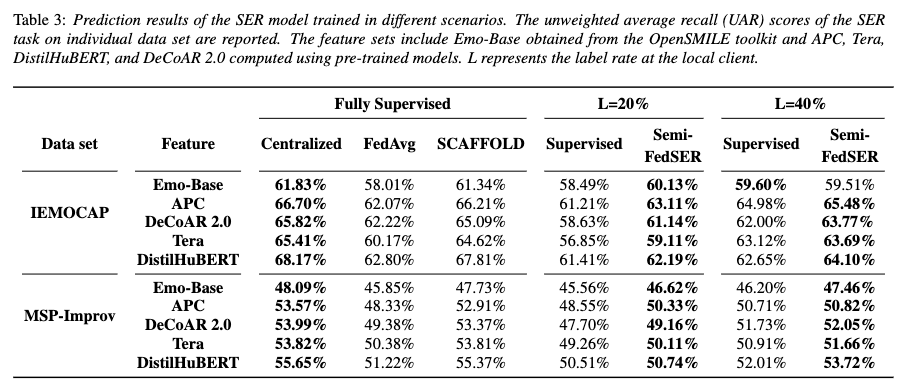 Table 3: Prediction results of the SER model trained in different scenarios. The unweighted average recall (UAR) scores of the SER
task on individual data set are reported. The feature sets include Emo-Base obtained from the OpenSMILE toolkit and APC, Tera,
DistilHuBERT, and DeCoAR 2.0 computed using pre-trained models. L represents the label rate at the local client.
Fully Supervised L=20% L=40%
Data set Feature Centralized FedAvg SCAFFOLD Supervised Semi-FedSER Supervised Semi-FedSER
IEMOCAP
Emo-Base 61.83% 58.01% 61.34% 58.49% 60.13% 59.60% 59.51%
APC 66.70% 62.07% 66.21% 61.21% 63.11% 64.98% 65.48%
DeCoAR 2.0 65.82% 62.22% 65.09% 58.63% 61.14% 62.00% 63.77%
Tera 65.41% 60.17% 64.62% 56.85% 59.11% 63.12% 63.69%
DistilHuBERT 68.17% 62.80% 67.81% 61.41% 62.19% 62.65% 64.10%
MSP-Improv
Emo-Base 48.09% 45.85% 47.73% 45.56% 46.62% 46.20% 47.46%
APC 53.57% 48.33% 52.91% 48.55% 50.33% 50.71% 50.82%
DeCoAR 2.0 53.99% 49.38% 53.37% 47.70% 49.16% 51.73% 52.05%
Tera 53.82% 50.38% 53.81% 49.26% 50.11% 50.91% 51.66%
DistilHuBERT 55.65% 51.22% 55.37% 50.51% 50.74% 52.01% 53.72%